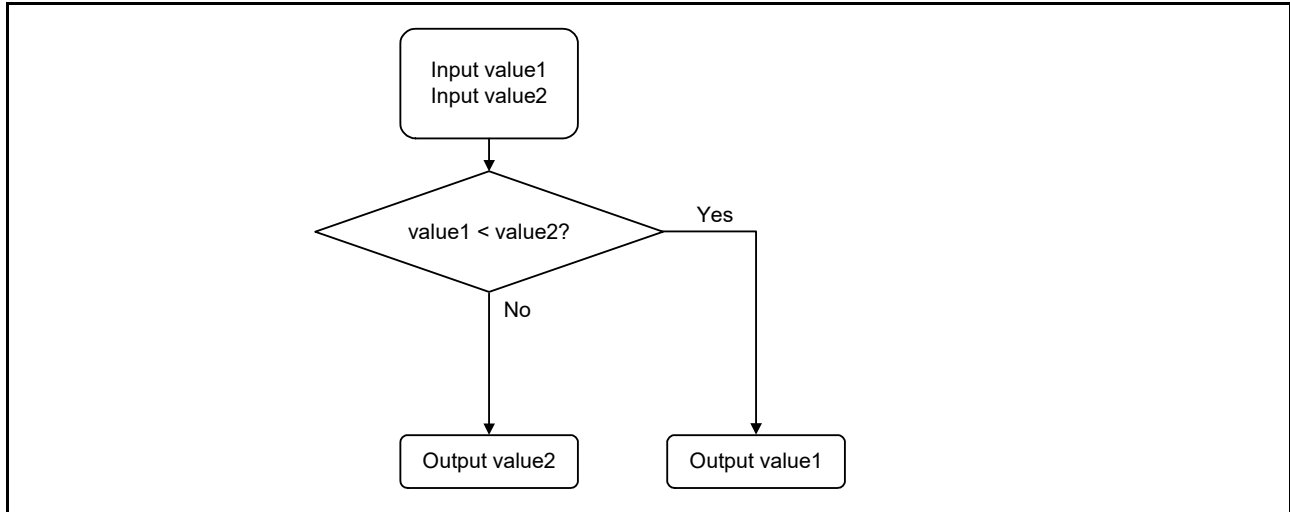 Input value1
Input value2
value1 < value2?
Yes
No
Output value2
Output value1